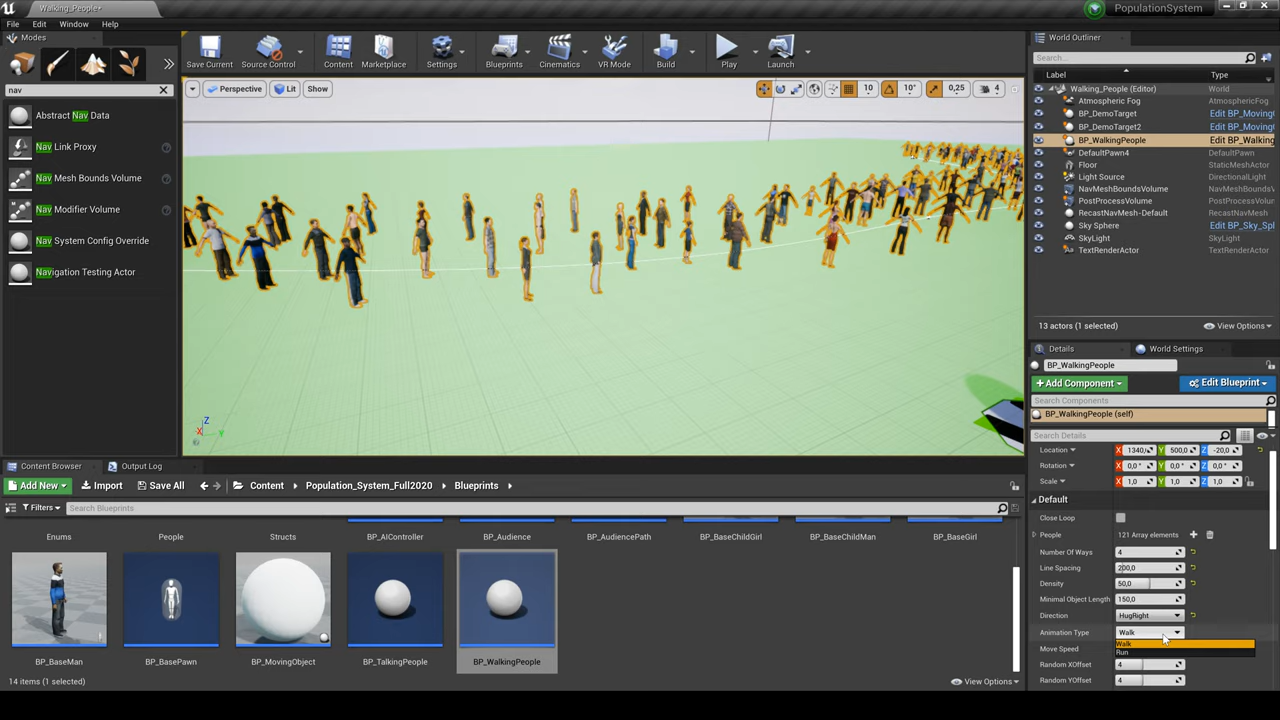 Walking_People*
PopulationSystem
File Edit Window Help
Modes
nav
Abstract Nav Data
Nav Link Proxy
Nav Mesh Bounds Volume
Nav Modifier Volume
Nav System Config Override
Navigation Testing Actor
Save Current Source Control Content Marketplace Settings Blueprints Cinematics VR Mode Build Play Launch
Perspective Lit Show 10 10° 0,25 4
Z
X Y
World Outliner
Search...
Label Type
Walking_People (Editor) World
Atmospheric Fog AtmosphericFog
BP_DemoTarget Edit BP_Moving
BP_DemoTarget2 Edit BP_Moving
BP_WalkingPeople Edit BP_Walking
DefaultPawn4 DefaultPawn
Floor StaticMeshActor
Light Source DirectionalLight
NavMeshBoundsVolume NavMeshBounds
PostProcessVolume PostProcessVolume
RecastNavMesh-Default RecastNavMesh
Sky Sphere Edit BP_Sky_Sp
SkyLight SkyLight
TextRenderActor TextRenderActor
13 actors (1 selected) View Options
Details World Settings
BP_WalkingPeople
+ Add Component Edit Blueprint
Search Components
BP_WalkingPeople (self)
Search Details
Location X 1340, Y 500,0 Z -20,0
Rotation X 0,0° Y 0,0° Z 0,0°
Scale X 1,0 Y 1,0 Z 1,0
Default
Close Loop
People 121 Array elements
Number Of Ways 4
Line Spacing 200,0
Density 50,0
Minimal Object Length 150,0
Direction HugRight
Animation Type Walk
Walk
Move Speed Run
Random XOffset 4
Random YOffset 4
Content Browser Output Log
Add New Import Save All Content Population_System_Full2020 Blueprints
Filters Search Blueprints
Enums People Structs BP_AIController BP_Audience BP_AudiencePath BP_BaseChildGirl BP_BaseChildMan BP_BaseGirl
BP_BaseMan BP_BasePawn BP_MovingObject BP_TalkingPeople BP_WalkingPeople
14 items (1 selected) View Options